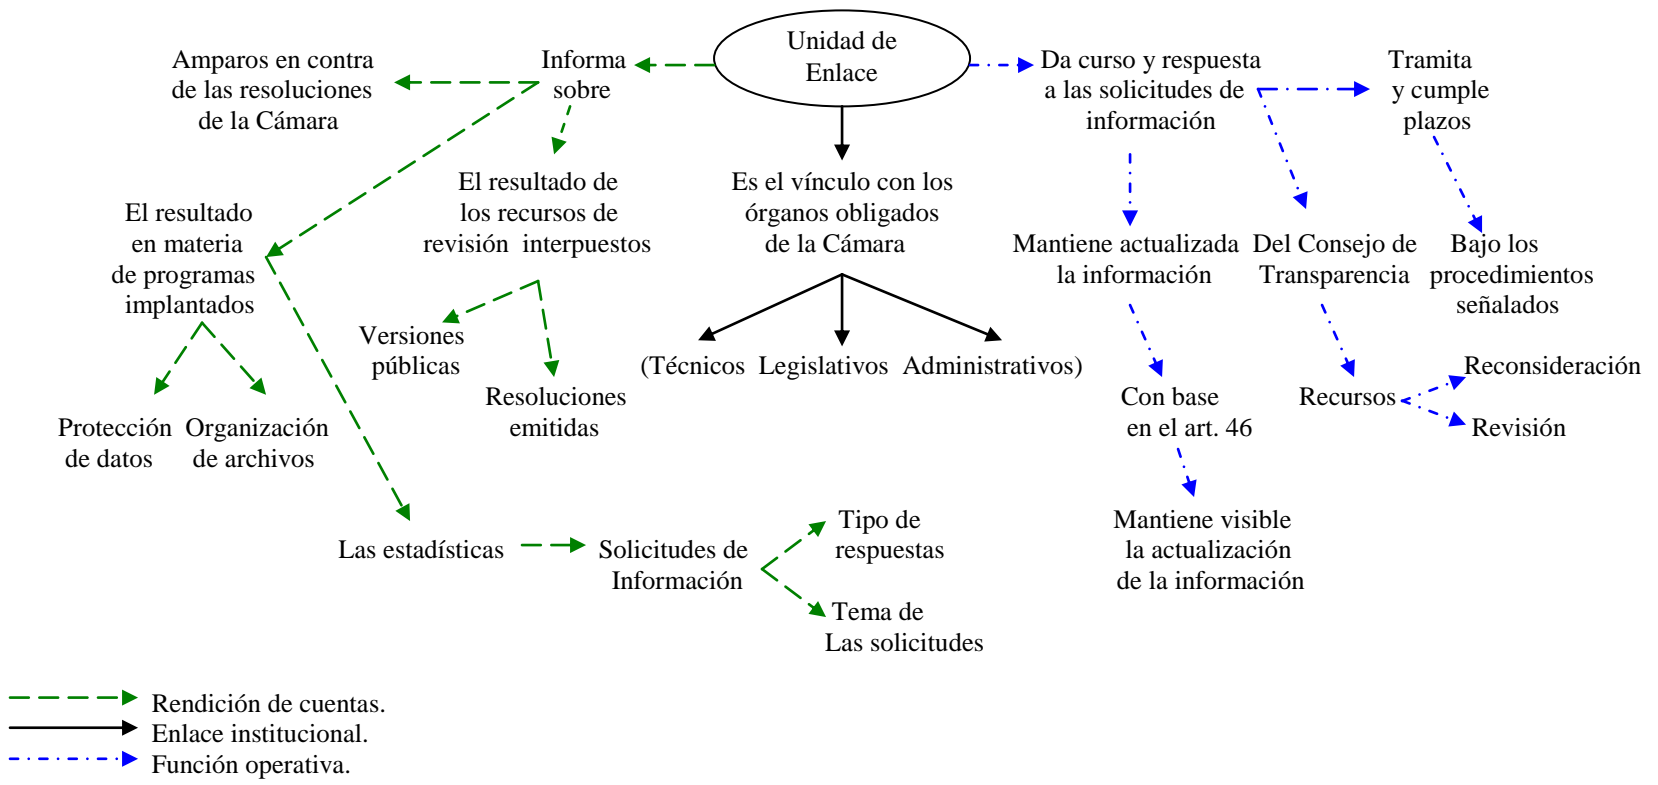 Unidad de
Enlace
Informa
sobre
Amparos en contra
de las resoluciones
de la Cámara
El resultado de
los recursos de
revisión interpuestos
Versiones
públicas
Resoluciones
emitidas
El resultado
en materia
de programas
implantados
Protección
de datos
Organización
de archivos
Las estadísticas
Solicitudes de
Información
Tipo de
respuestas
Tema de
Las solicitudes
Es el vínculo con los
órganos obligados
de la Cámara
(Técnicos Legislativos Administrativos)
Da curso y respuesta
a las solicitudes de
información
Tramita
y cumple
plazos
Mantiene actualizada
la información
Del Consejo de
Transparencia
Bajo los
procedimientos
señalados
Con base
en el art. 46
Recursos
Reconsideración
Revisión
Mantiene visible
la actualización
de la información
Rendición de cuentas.
Enlace institucional.
Función operativa.